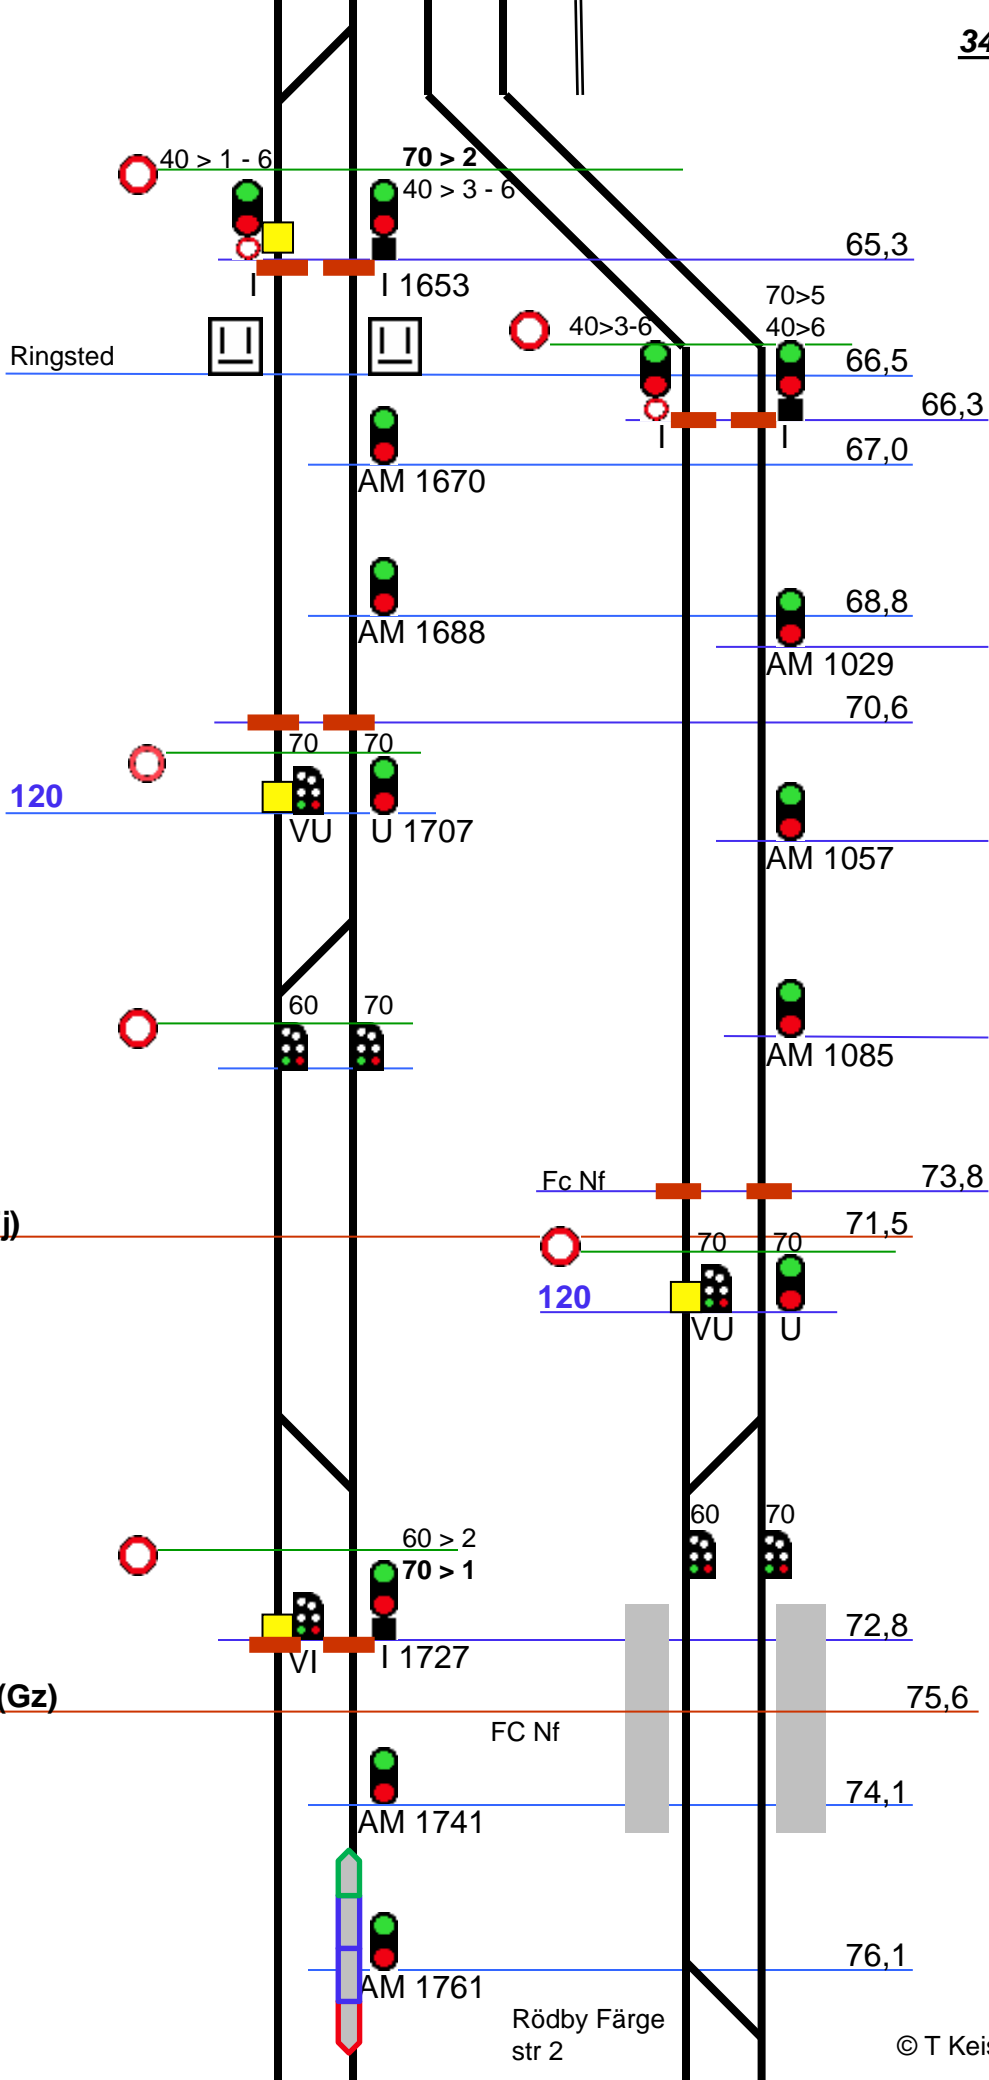 34
40 > 1 - 6
70 > 2
40 > 3 - 6
65,3
I
I 1653
70>5
40>3-6
40>6
Ringsted
66,5
66,3
I
I
67,0
AM 1670
68,8
AM 1688
AM 1029
70,6
70
70
120
VU
U 1707
AM 1057
60
70
AM 1085
Fc Nf
73,8
j)
71,5
70
70
120
VU
U
60
70
60 > 2
70 > 1
72,8
VI
I 1727
(Gz)
75,6
FC Nf
74,1
AM 1741
76,1
AM 1761
Rödby Färge
str 2
© T Keis